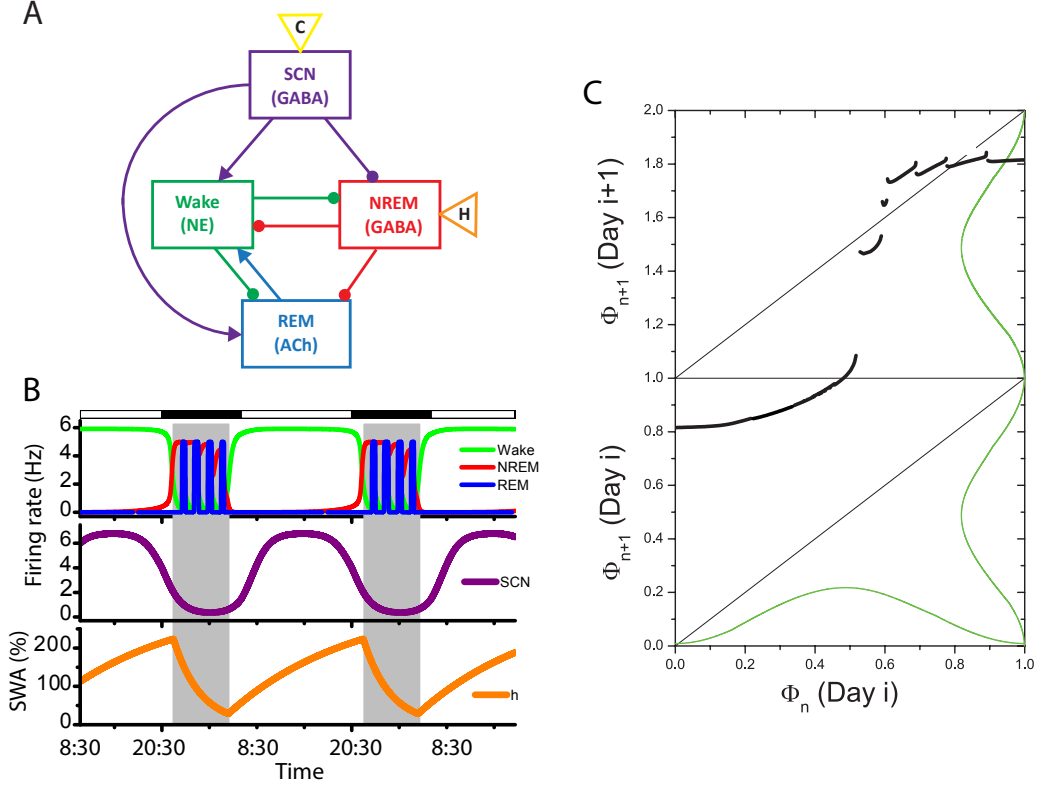 A
C
SCN
(GABA)
Wake
(NE)
NREM
(GABA)
H
REM
(ACh)
B
Firing rate (Hz)
6
4
2
0
Wake
NREM
REM
6
4
2
0
SCN
SWA (%)
200
100
0
h
8:30
20:30
8:30
20:30
8:30
Time
C
Φn+1 (Day i+1)
2.0
1.8
1.6
1.4
1.2
1.0
Φn+1 (Day i)
0.8
0.6
0.4
0.2
0.0
0.0
0.2
0.4
0.6
0.8
1.0
Φn (Day i)